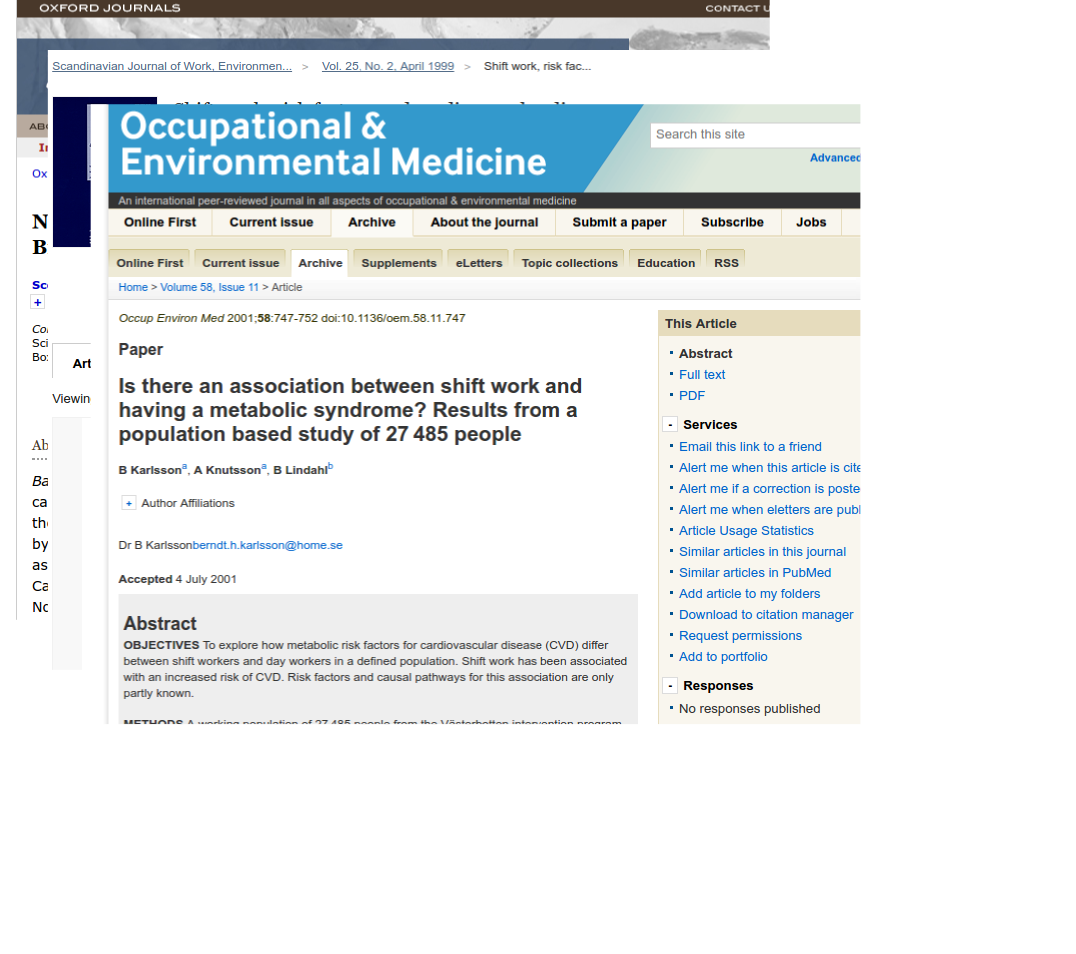 OXFORD JOURNALS
CONTACT U
Scandinavian Journal of Work, Environmen... > Vol. 25, No. 2, April 1999 > Shift work, risk fac...
Occupational &
Environmental Medicine
Search this site
Advanced
An international peer-reviewed journal in all aspects of occupational & environmental medicine
Online First Current issue Archive About the journal Submit a paper Subscribe Jobs
Online First Current issue Archive Supplements eLetters Topic collections Education RSS
Home > Volume 58, Issue 11 > Article
Occup Environ Med 2001;58:747-752 doi:10.1136/oem.58.11.747
Paper
Is there an association between shift work and
having a metabolic syndrome? Results from a
population based study of 27 485 people
B Karlssona, A Knutssona, B Lindahlb
+ Author Affiliations
Dr B Karlssonberndt.h.karlsson@home.se
Accepted 4 July 2001
Abstract
OBJECTIVES To explore how metabolic risk factors for cardiovascular disease (CVD) differ
between shift workers and day workers in a defined population. Shift work has been associated
with an increased risk of CVD. Risk factors and causal pathways for this association are only
partly known.
METHODS A working population of 27 485 people from the Västerbotten intervention program
This Article
Abstract
Full text
PDF
- Services
Email this link to a friend
Alert me when this article is cite
Alert me if a correction is poste
Alert me when eletters are publ
Article Usage Statistics
Similar articles in this journal
Similar articles in PubMed
Add article to my folders
Download to citation manager
Request permissions
Add to portfolio
- Responses
No responses published
Ox
N
B
Sc
+
Co
Sci
Bo
Art
Viewin
Ab
Ba
ca
the
by
as
Ca
No